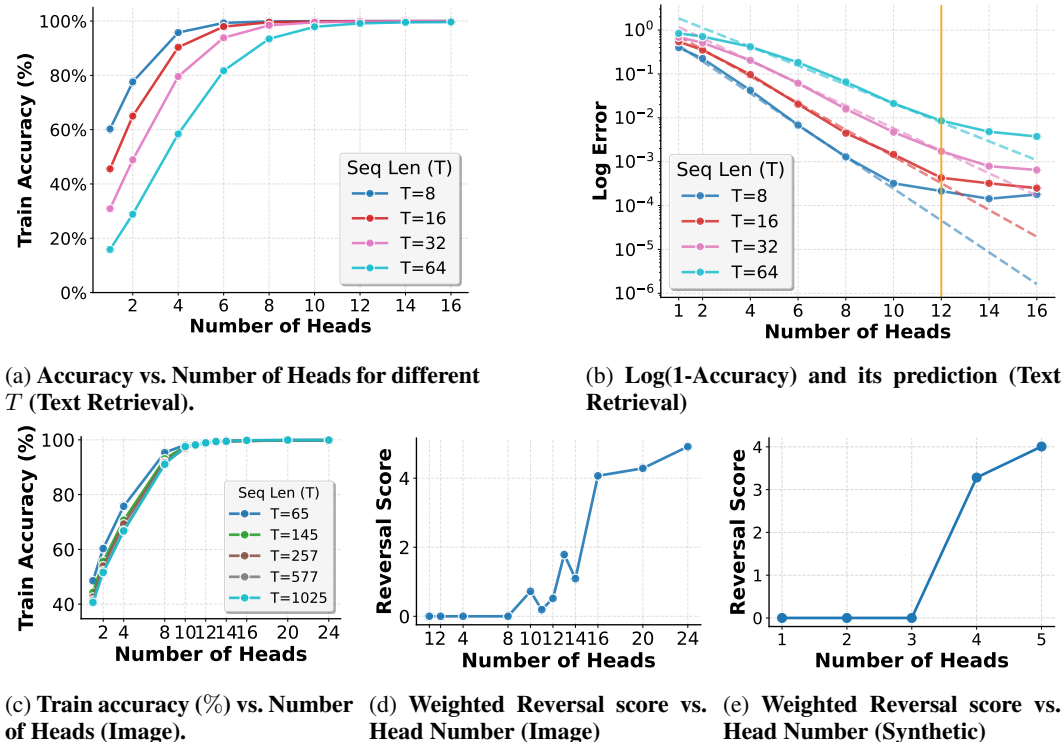 100%
80%
60%
40%
20%
0%
Train Accuracy (%)
Seq Len (T)
T=8
T=16
T=32
T=64
2 4 6 8 10 12 14 16
Number of Heads
10⁰
10⁻¹
10⁻²
10⁻³
10⁻⁴
10⁻⁵
10⁻⁶
Log Error
Seq Len (T)
T=8
T=16
T=32
T=64
1 2 4 6 8 10 12 14 16
Number of Heads
(a) Accuracy vs. Number of Heads for different
T (Text Retrieval).
(b) Log(1-Accuracy) and its prediction (Text
Retrieval)
100
80
60
40
Train Accuracy (%)
Seq Len (T)
T=65
T=145
T=257
T=577
T=1025
2 4 8 10 12 14 16 20 24
Number of Heads
4
2
0
Reversal Score
1 2 4 8 10 12 14 16 20 24
Number of Heads
4
3
2
1
0
Reversal Score
1 2 3 4 5
Number of Heads
(c) Train accuracy (%) vs. Number
of Heads (Image).
(d) Weighted Reversal score vs.
Head Number (Image)
(e) Weighted Reversal score vs.
Head Number (Synthetic)